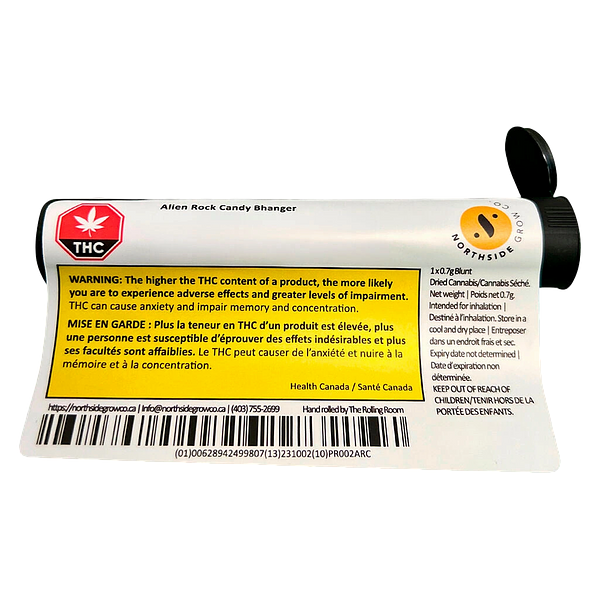 Alien Rock Candy Bhanger
THC
NORTHSIDE GROW CO.
WARNING: The higher the THC content of a product, the more likely
you are to experience adverse effects and greater levels of impairment.
THC can cause anxiety and impair memory and concentration.
MISE EN GARDE : Plus la teneur en THC d'un produit est élevée, plus
une personne est susceptible d'éprouver des effets indésirables et plus
ses facultés sont affaiblies. Le THC peut causer de l'anxiété et nuire à la
mémoire et à la concentration.
Health Canada / Santé Canada
1 x 0.7g Blunt
Dried Cannabis/Cannabis Séché.
Net weight | Poids net 0.7g.
Intended for inhalation |
Destiné à l'inhalation. Store in a
cool and dry place | Entreposer
dans un endroit frais et sec.
Expiry date not determined |
Date d'expiration non
déterminée.
KEEP OUT OF REACH OF
CHILDREN/TENIR HORS DE LA
PORTÉE DES ENFANTS.
https://northsidegrowco.ca | Info@northsidegrowco.ca | (403) 755-2699
Hand rolled by The Rolling Room
(01)00628942499807(13)231002(10)PR002ARC